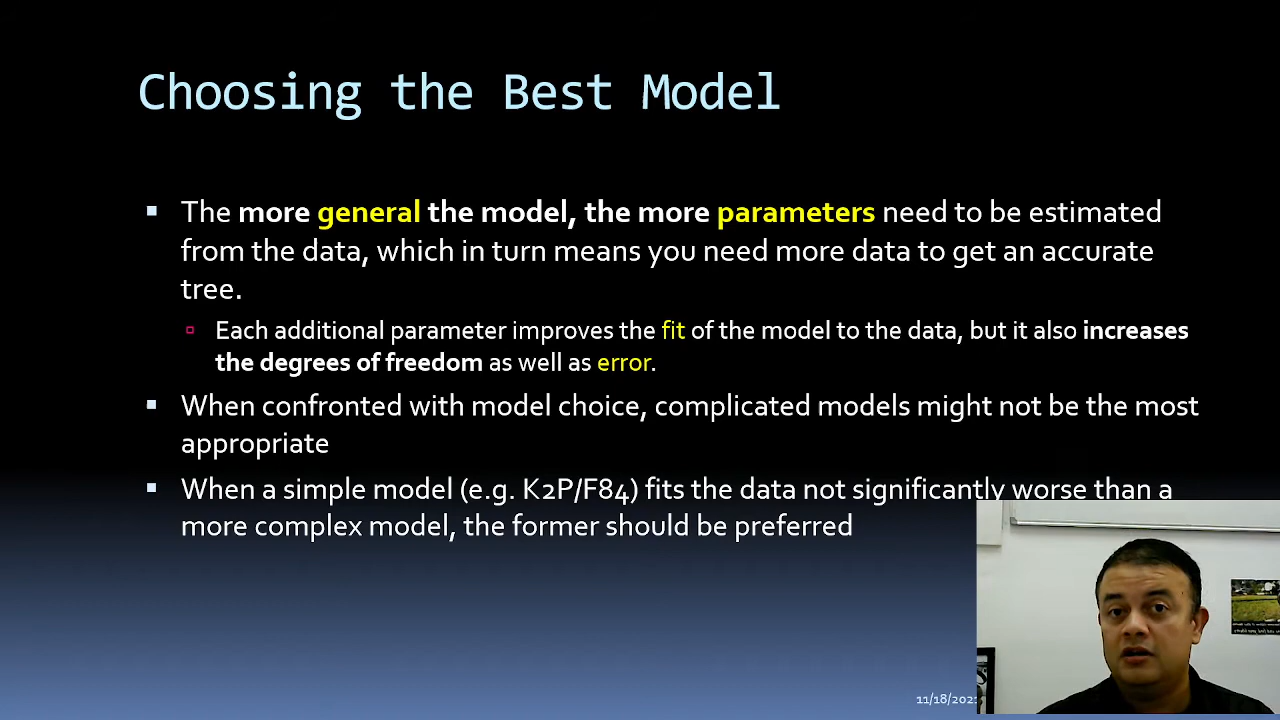 Choosing the Best Model
The more general the model, the more parameters need to be estimated
from the data, which in turn means you need more data to get an accurate
tree.
Each additional parameter improves the fit of the model to the data, but it also increases
the degrees of freedom as well as error.
When confronted with model choice, complicated models might not be the most
appropriate
When a simple model (e.g. K2P/F84) fits the data not significantly worse than a
more complex model, the former should be preferred